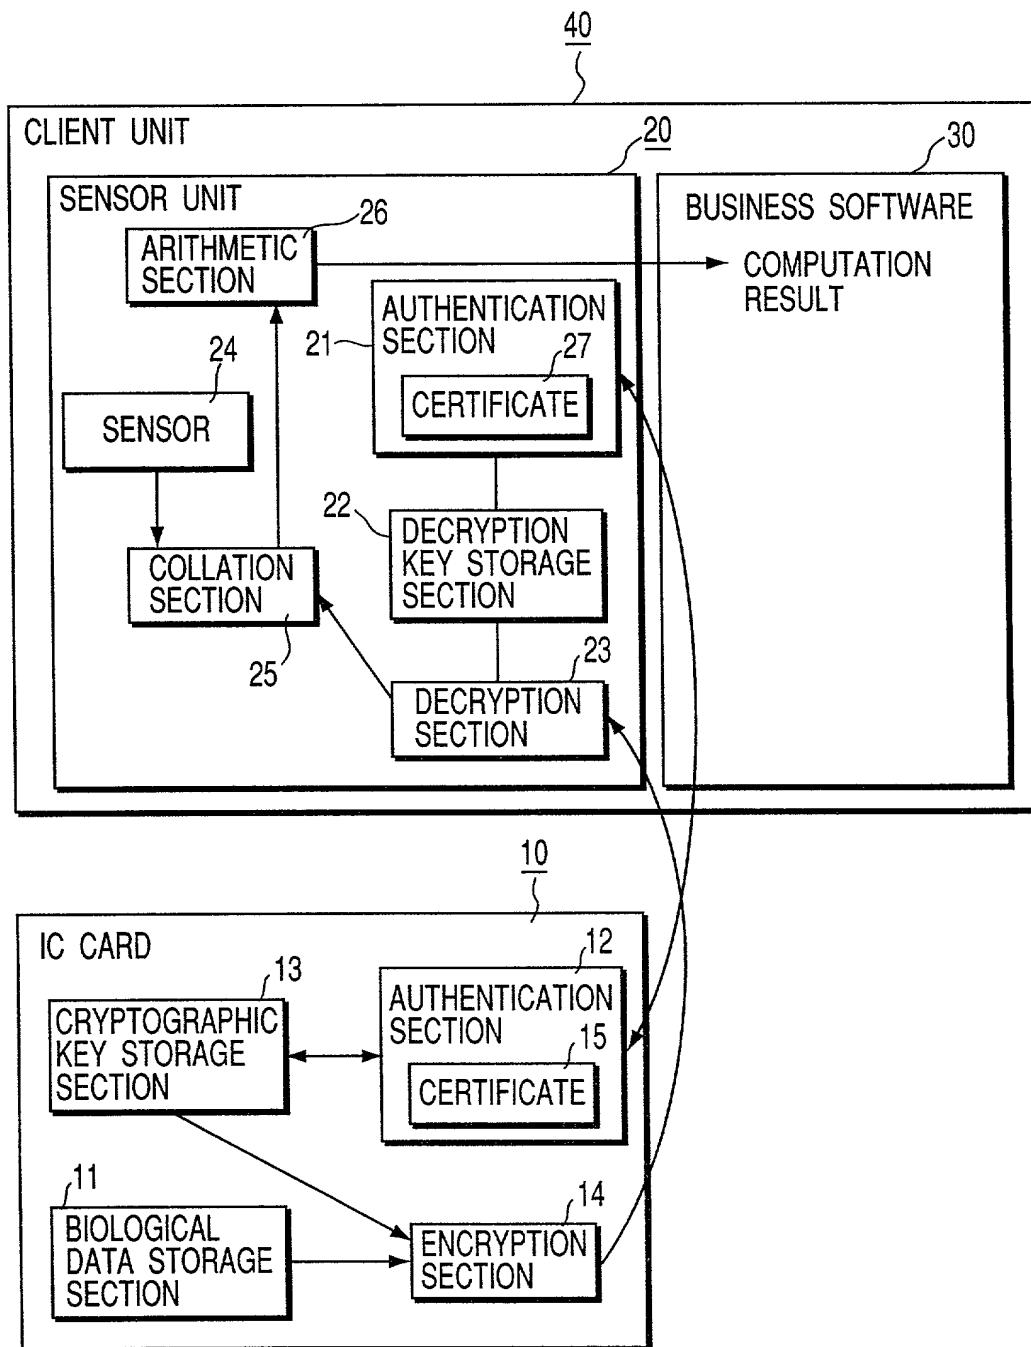 40
CLIENT UNIT
20
30
SENSOR UNIT
26
BUSINESS SOFTWARE
ARITHMETIC
SECTION
COMPUTATION
RESULT
AUTHENTICATION
SECTION
21
27
CERTIFICATE
24
SENSOR
22
DECRYPTION
KEY STORAGE
SECTION
COLLATION
SECTION
25
23
DECRYPTION
SECTION
10
IC CARD
13
12
CRYPTOGRAPHIC
KEY STORAGE
SECTION
AUTHENTICATION
SECTION
15
CERTIFICATE
11
14
BIOLOGICAL
DATA STORAGE
SECTION
ENCRYPTION
SECTION